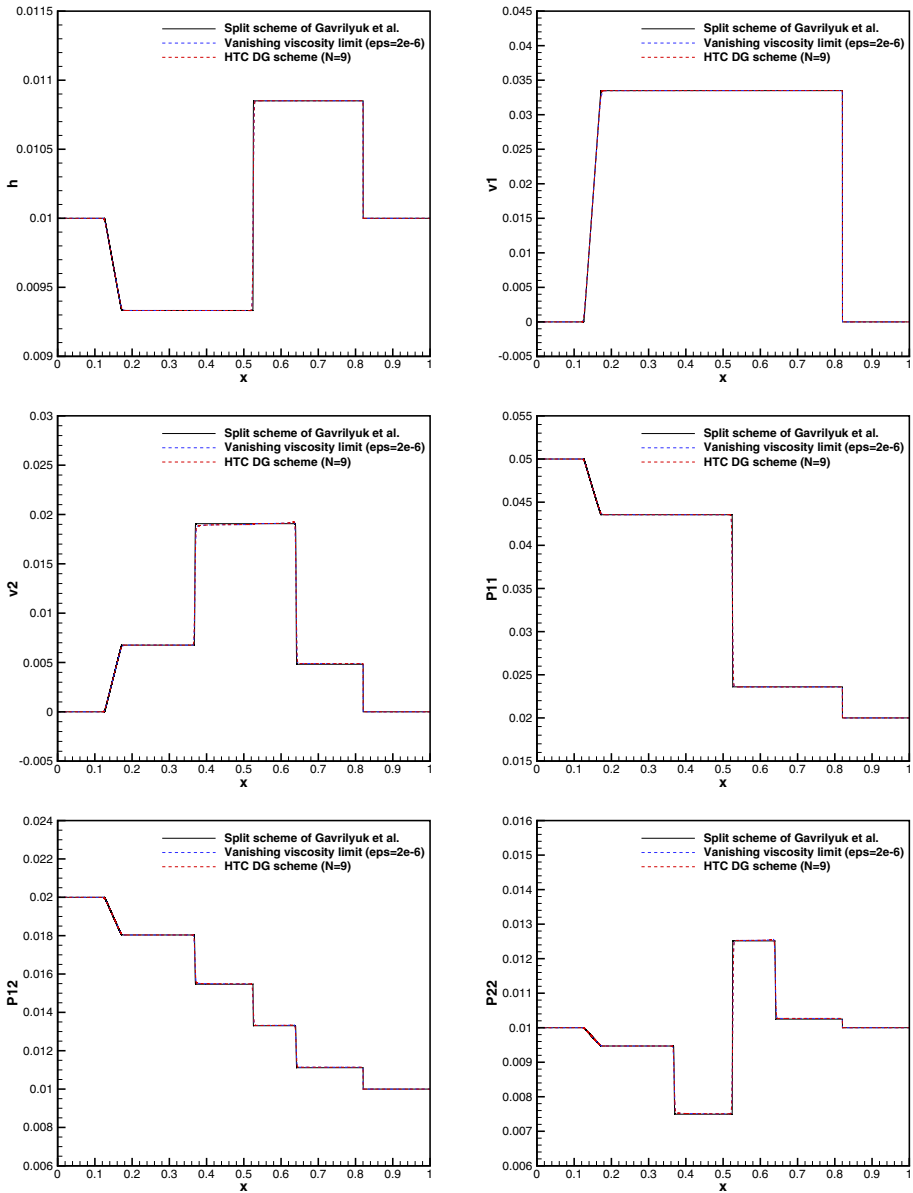 0.0115
0.011
0.0105
0.01
0.0095
0.009
h
0 0.1 0.2 0.3 0.4 0.5 0.6 0.7 0.8 0.9 1
x
Split scheme of Gavrilyuk et al.
Vanishing viscosity limit (eps=2e-6)
HTC DG scheme (N=9)
0.045
0.04
0.035
0.03
0.025
0.02
0.015
0.01
0.005
0
-0.005
v1
0 0.1 0.2 0.3 0.4 0.5 0.6 0.7 0.8 0.9 1
x
Split scheme of Gavrilyuk et al.
Vanishing viscosity limit (eps=2e-6)
HTC DG scheme (N=9)
0.03
0.025
0.02
0.015
0.01
0.005
0
-0.005
v2
0 0.1 0.2 0.3 0.4 0.5 0.6 0.7 0.8 0.9 1
x
Split scheme of Gavrilyuk et al.
Vanishing viscosity limit (eps=2e-6)
HTC DG scheme (N=9)
0.055
0.05
0.045
0.04
0.035
0.03
0.025
0.02
0.015
P11
0 0.1 0.2 0.3 0.4 0.5 0.6 0.7 0.8 0.9 1
x
Split scheme of Gavrilyuk et al.
Vanishing viscosity limit (eps=2e-6)
HTC DG scheme (N=9)
0.024
0.022
0.02
0.018
0.016
0.014
0.012
0.01
0.008
0.006
P12
0 0.1 0.2 0.3 0.4 0.5 0.6 0.7 0.8 0.9 1
x
Split scheme of Gavrilyuk et al.
Vanishing viscosity limit (eps=2e-6)
HTC DG scheme (N=9)
0.016
0.015
0.014
0.013
0.012
0.011
0.01
0.009
0.008
0.007
0.006
P22
0 0.1 0.2 0.3 0.4 0.5 0.6 0.7 0.8 0.9 1
x
Split scheme of Gavrilyuk et al.
Vanishing viscosity limit (eps=2e-6)
HTC DG scheme (N=9)